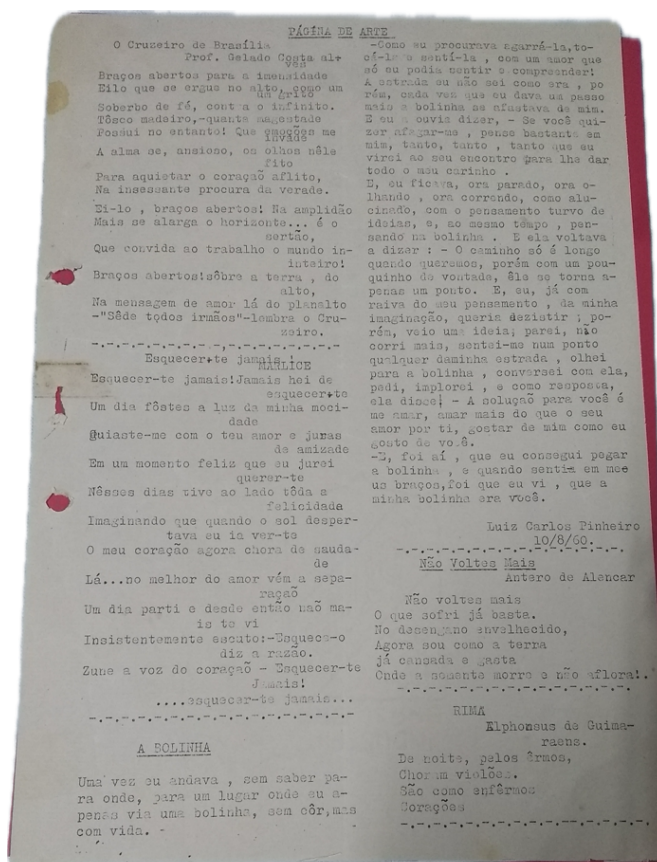 PÁGINA DE ARTE
O Cruzeiro de Brasília
Prof. Gelado Costa al+
ves
Braços abertos para a imensidade
Eilo que se ergue no alto, como um
um grito
Soberbo de fé, contra o infinito.
Tôsco madeiro,-quanta magestade
Possui no entanto! Que emoções me
invade
A alma se, ansioso, os olhos nêle
fito
Para aquietar o coração aflito,
Na insessante procura da verade.
Ei-lo , braços abertos! Na amplidão
Mais se alarga o horizonte... é o
sertão,
Que convida ao trabalho o mundo in-
inteiro!
Braços abertos!sôbre a terra , do
alto,
Na mensagem de amor lá do planalto
-"Sêde todos irmãos"-lembra o Cru-
zeiro.
Esquecer+te jamais !
MARLICE
Esquecer-te jamais!Jamais hei de
esquecer+te
Um dia fôstes a luz da minha moci-
dade
Guiaste-me com o teu amor e juras
de amizade
Em um momento feliz que eu jurei
querer-te
Nêsses dias tive ao lado tôda a
felicidada
Imaginando que quando o sol desper-
tava eu ia ver-te
O meu coração agora chora de sauda-
de
Lá...no melhor do amor vém a sepa-
ração
Um dia parti e desde então não ma-
is te vi
Insistentemente escuto:-Esqueca-o
diz a razão.
Zune a voz do coração - Esquecer-te
Jamais!
....esquecer-te jamais...
A BOLINHA
Uma vez eu andava , sem saber pa-
ra onde, para um lugar onde eu a-
penas via uma bolinha, sem côr,mas
com vida. -
-Como eu procurava agarrá-la,to-
cá-la e sentí-la , com um amor que
só eu podia sentir e compreender!
A estrada eu não sei como era , po
rém, cada vez que eu dava um passo
mais a bolinha se afastava de mim.
E eu a ouvia dizer, - Se você qui-
zer afagar-me , pense bastante em
mim, tanto, tanto , tanto que eu
virei ao seu encontro para lhe dar
todo o meu carinho .
E, eu ficava, ora parado, ora o-
lhando , ora correndo, como alu-
cinado, com o pensamento turvo de
ideias, e, ao mesmo têmpo , pen-
sando na bolinha . E ela voltava
a dizer : - O caminho só é longo
quando queremos, porém com um pou-
quinho de vontade, êle se torna a-
penas um ponto. E, eu, já com
raiva do meu pensamento , da minha
imaginação, queria dezistir ; po-
rém, veio uma ideia; parei, não
corri mais, sentei-me num ponto
qualquer daminha estrada , olhei
para a bolinha , conversei com ela,
pedi, implorei , e como resposta,
ela disse: - A solução para você é
me amar, amar mais do que o seu
amor por ti, gostar de mim como eu
gosto de você.
-E, foi aí , que eu consegui pegar
a bolinha , e quando sentim em mee
us braços,foi que eu vi , que a
minha bolinha era você.
Luiz Carlos Pinheiro
10/8/60.
Não Voltes Mais
Antero de Alencar
Não voltes mais
O que sofri já basta.
No desengano envelhecido,
Agora sou como a terra
já cansada e gasta
Onde a semente morre e não aflora!.
RIMA
Elphonsus de Guima-
raens.
De noite, pelos êrmos,
Choram violões.
São como enfêrmos
Corações